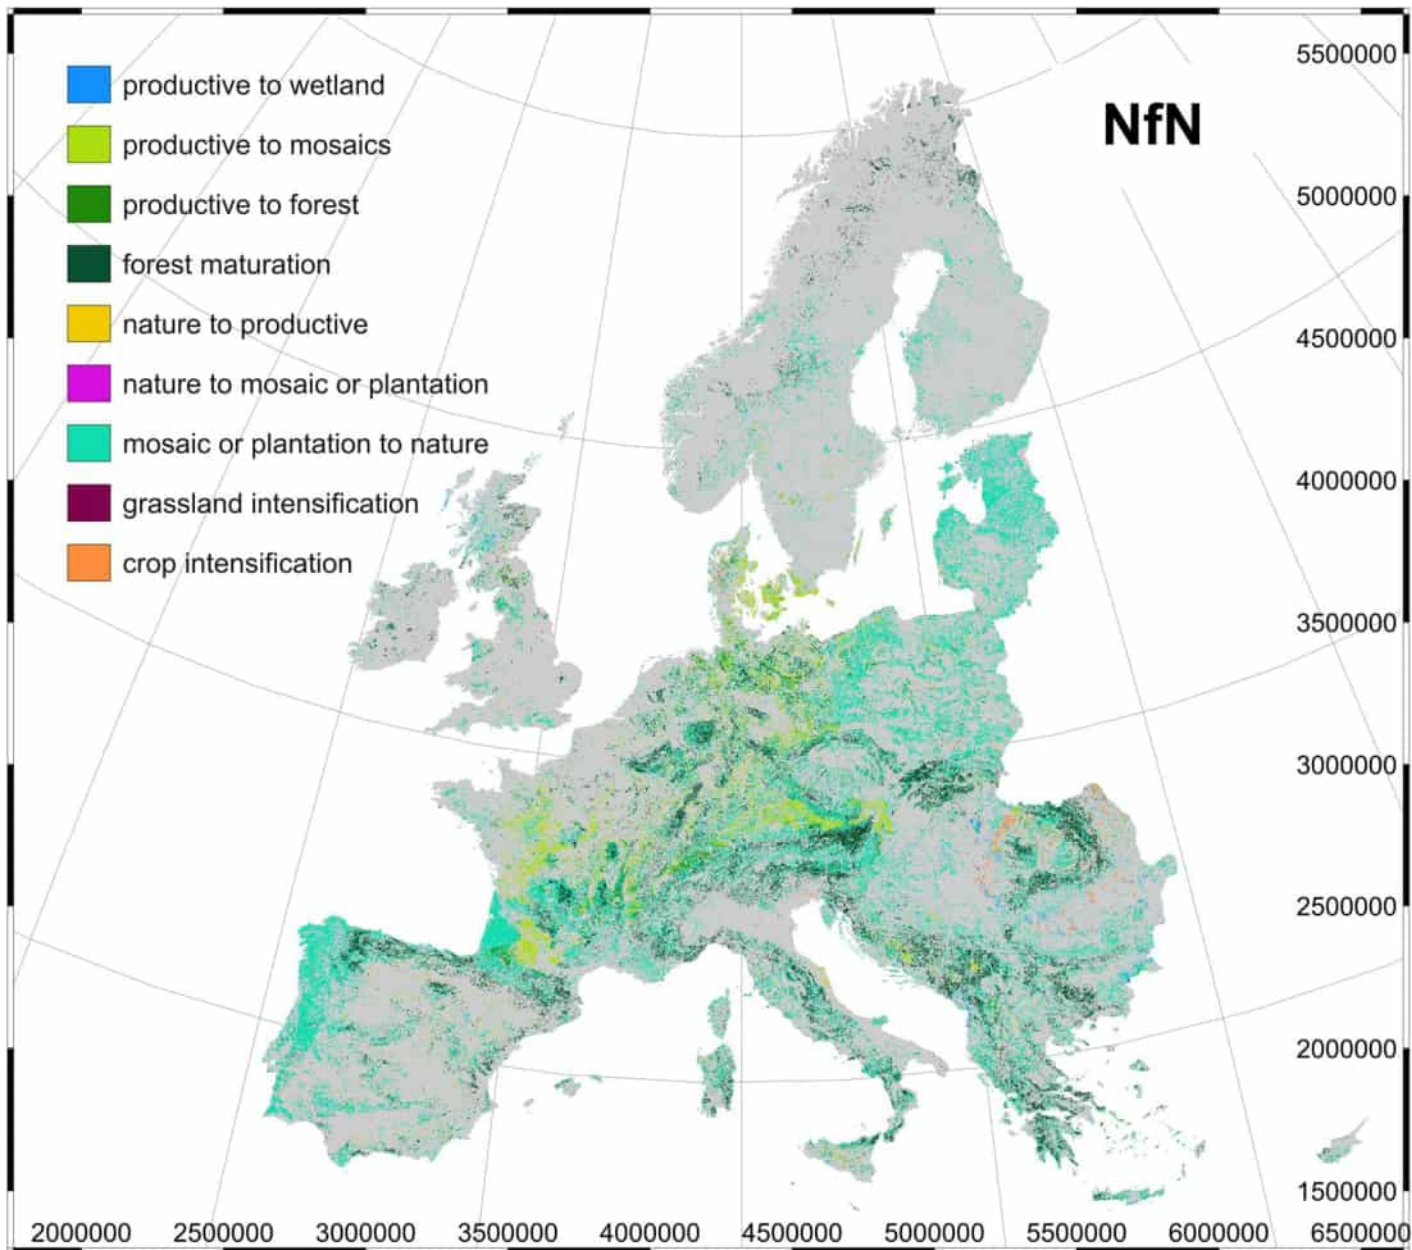 NfN
productive to wetland
productive to mosaics
productive to forest
forest maturation
nature to productive
nature to mosaic or plantation
mosaic or plantation to nature
grassland intensification
crop intensification
5500000
5000000
4500000
4000000
3500000
3000000
2500000
2000000
1500000
2000000 2500000 3000000 3500000 4000000 4500000 5000000 5500000 6000000 6500000